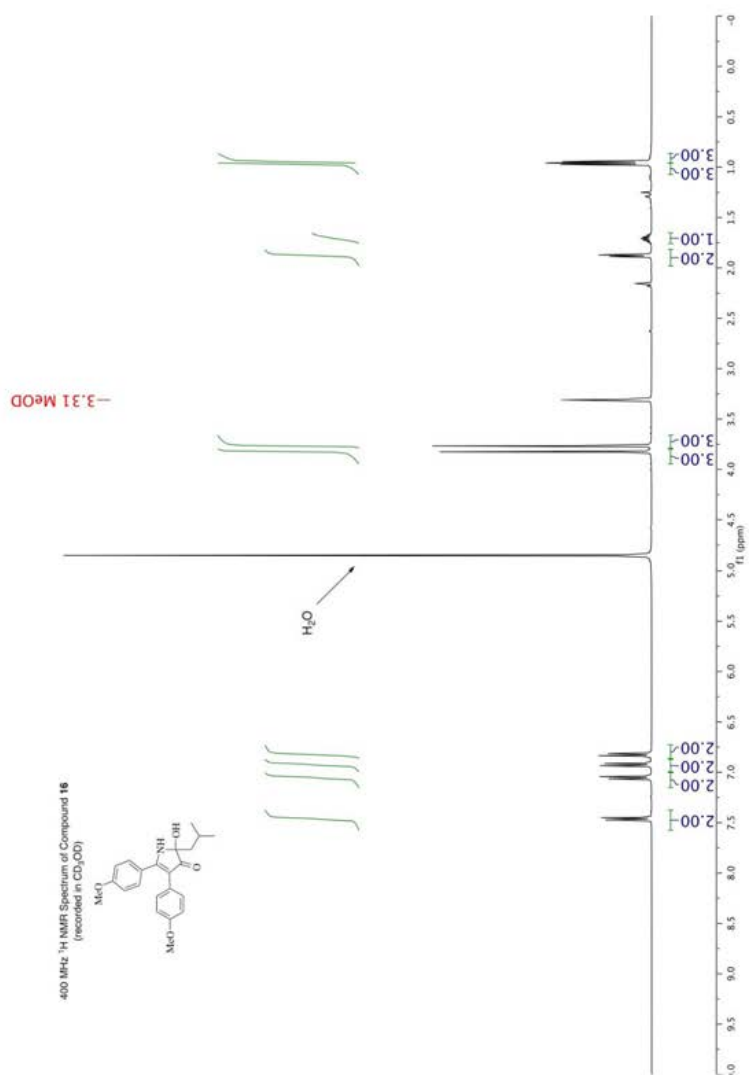 400 MHz ¹H NMR Spectrum of Compound 16
(recorded in CD₃OD)
MeO
NH
OH
O
MeO
H₂O
—3.31 MeOD
2.00
2.00
2.00
2.00
3.00
3.00
2.00
1.00
3.00
3.00
9.5 9.0 8.5 8.0 7.5 7.0 6.5 6.0 5.5 5.0 4.5 4.0 3.5 3.0 2.5 2.0 1.5 1.0 0.5 0.0
f1 (ppm)